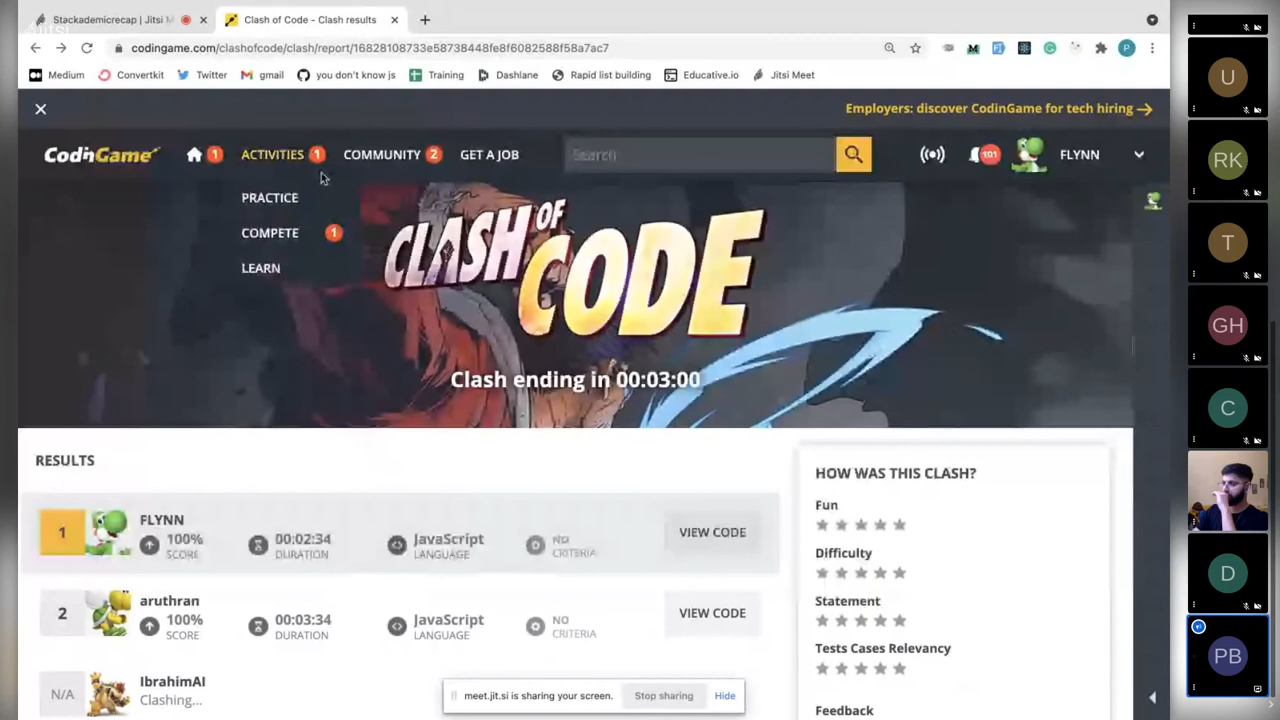 Stackademicrecap | Jitsi M
Clash of Code - Clash results
codingame.com/clashofcode/clash/report/16828108733e58738448fe8f6082588f58a7ac7
Medium
Convertkit
Twitter
gmail
you don't know js
Training
Dashlane
Rapid list building
Educative.io
Jitsi Meet
Employers: discover CodinGame for tech hiring
CodinGame
1
ACTIVITIES 1
COMMUNITY 2
GET A JOB
Search
101
FLYNN
PRACTICE
COMPETE 1
LEARN
CLASH OF CODE
Clash ending in 00:03:00
RESULTS
1
FLYNN
100%
SCORE
00:02:34
DURATION
JavaScript
LANGUAGE
NO
CRITERIA
VIEW CODE
2
aruthran
100%
SCORE
00:03:34
DURATION
JavaScript
LANGUAGE
NO
CRITERIA
VIEW CODE
N/A
IbrahimAI
Clashing...
HOW WAS THIS CLASH?
Fun
Difficulty
Statement
Tests Cases Relevancy
Feedback
meet.jit.si is sharing your screen.
Stop sharing
Hide
U
RK
T
GH
C
D
PB